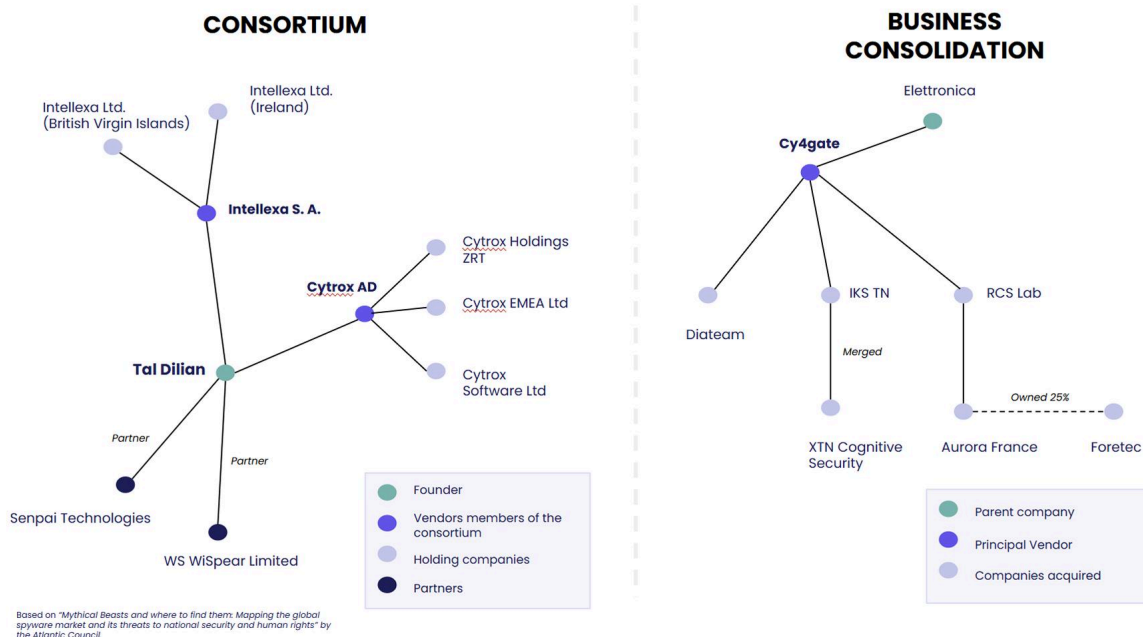 CONSORTIUM
Intellexa Ltd.
(British Virgin Islands)
Intellexa Ltd.
(Ireland)
Intellexa S. A.
Cytrox AD
Cytrox Holdings
ZRT
Cytrox EMEA Ltd
Cytrox
Software Ltd
Tal Dilian
Partner
Partner
Senpai Technologies
WS WiSpear Limited
Founder
Vendors members of the
consortium
Holding companies
Partners
Based on “Mythical Beasts and where to find them: Mapping the global
spyware market and its threats to national security and human rights” by
the Atlantic Council
BUSINESS
CONSOLIDATION
Elettronica
Cy4gate
Diateam
IKS TN
RCS Lab
Merged
Owned 25%
XTN Cognitive
Security
Aurora France
Foretec
Parent company
Principal Vendor
Companies acquired